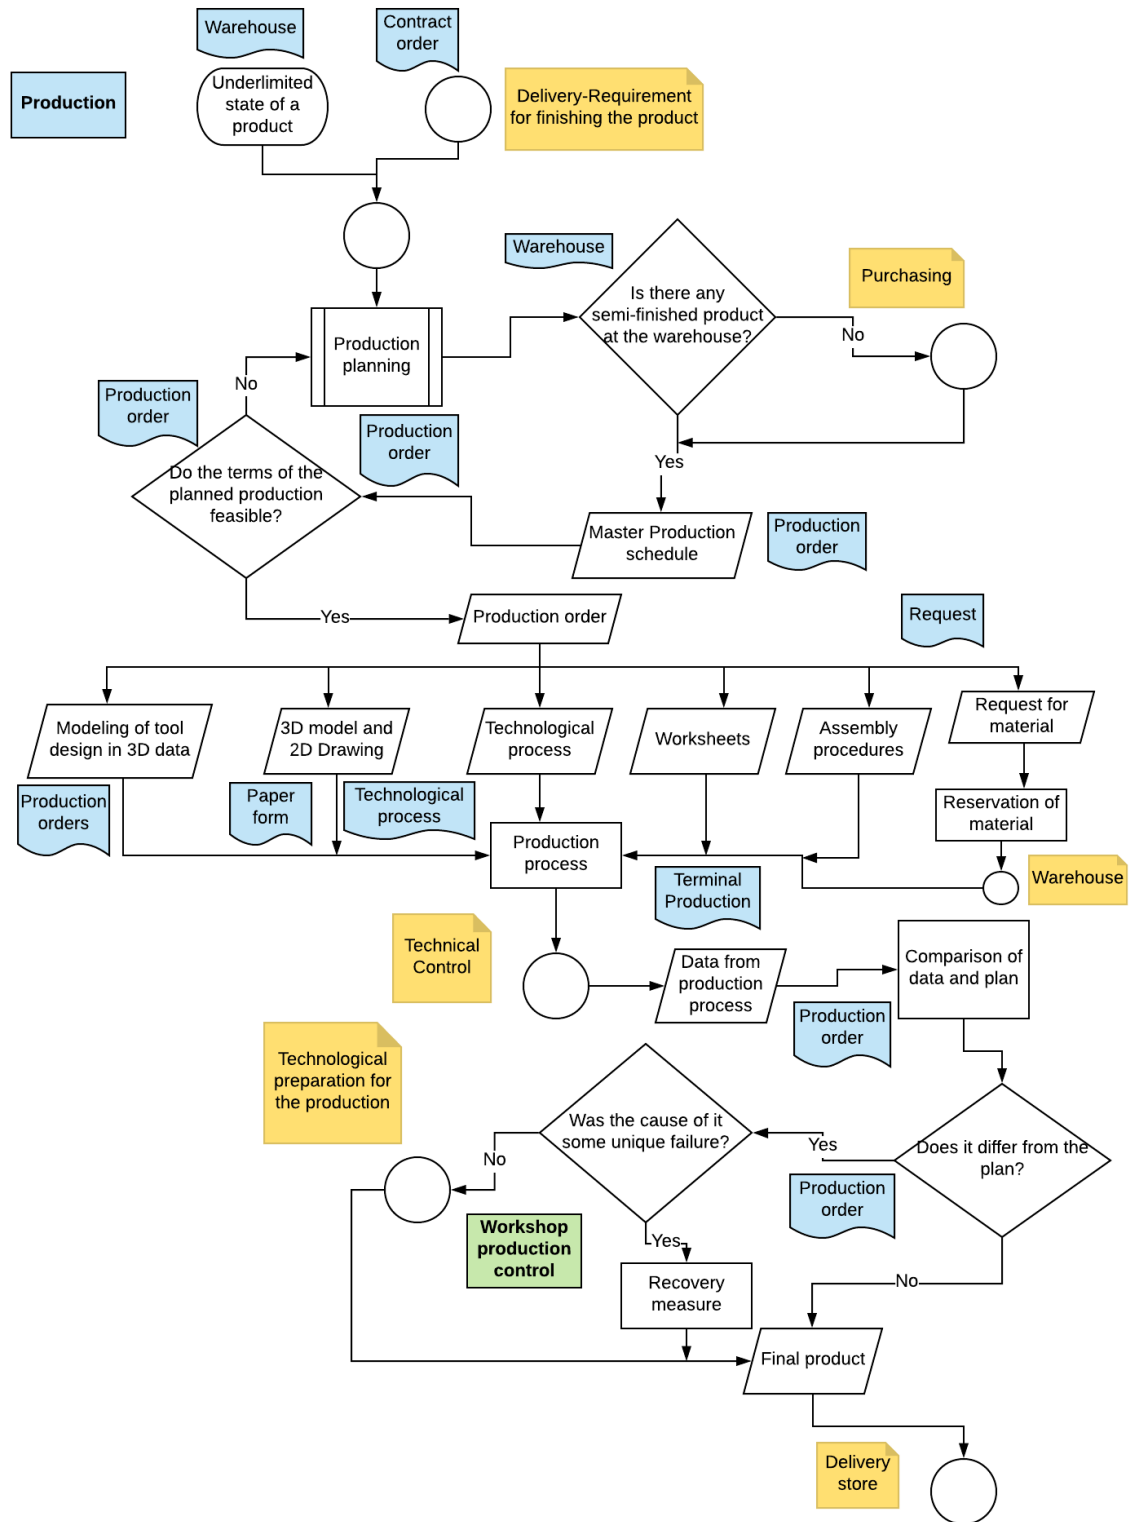 Warehouse
Contract
order
Production
Underlimited
state of a
product
Delivery-Requirement
for finishing the product
Warehouse
Is there any
semi-finished product
at the warehouse?
Purchasing
No
Production
planning
No
Production
order
Production
order
Do the terms of the
planned production
feasible?
Yes
Master Production
schedule
Production
order
Yes
Production order
Request
Modeling of tool
design in 3D data
3D model and
2D Drawing
Technological
process
Worksheets
Assembly
procedures
Request for
material
Production
orders
Paper
form
Technological
process
Production
process
Reservation of
material
Terminal
Production
Warehouse
Technical
Control
Data from
production
process
Comparison of
data and plan
Production
order
Technological
preparation for
the production
Was the cause of it
some unique failure?
Yes
Does it differ from the
plan?
No
Production
order
Workshop
production
control
Yes
Recovery
measure
No
Final product
Delivery
store